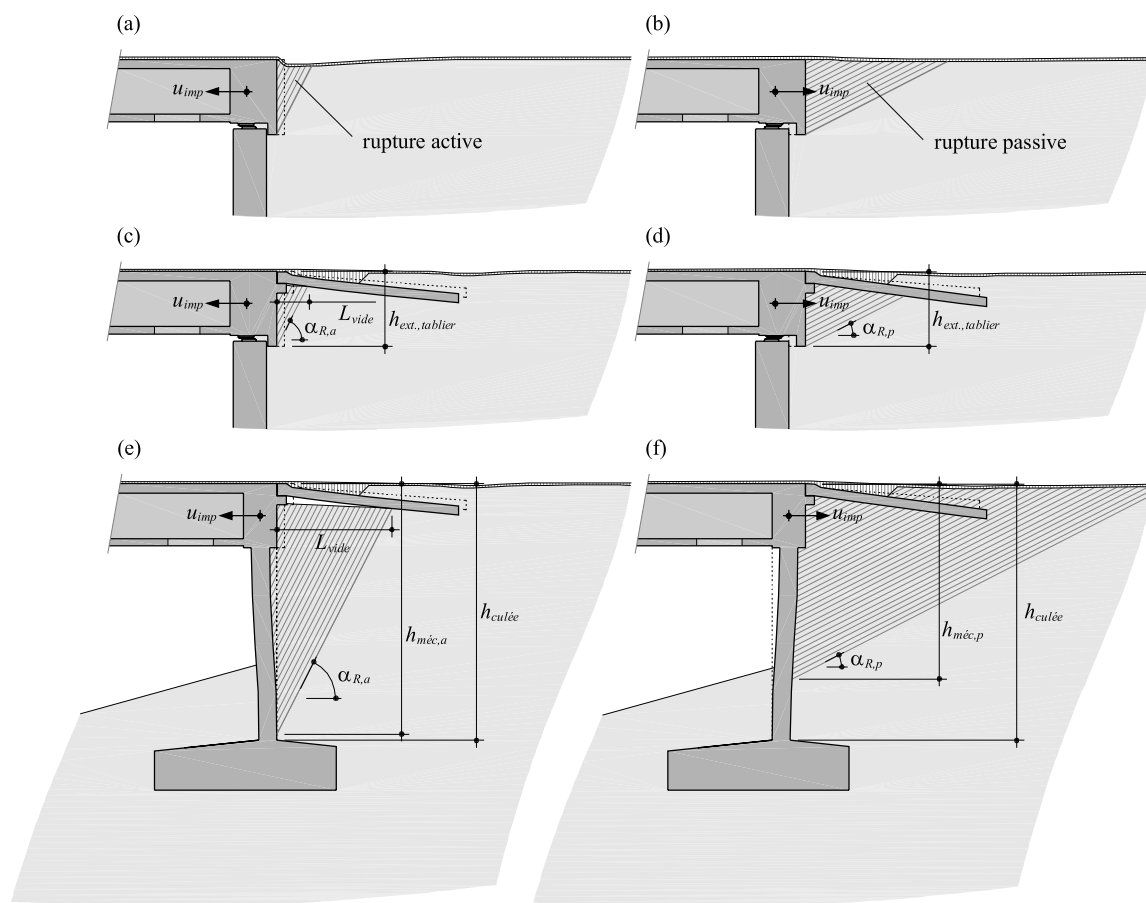 (a)
(b)
u_imp
u_imp
rupture active
rupture passive
(c)
(d)
u_imp
L_vide
h_ext.,tablier
α_R,a
u_imp
h_ext.,tablier
α_R,p
(e)
(f)
u_imp
L_vide
h_culée
h_méc,a
α_R,a
u_imp
h_culée
h_méc,p
α_R,p